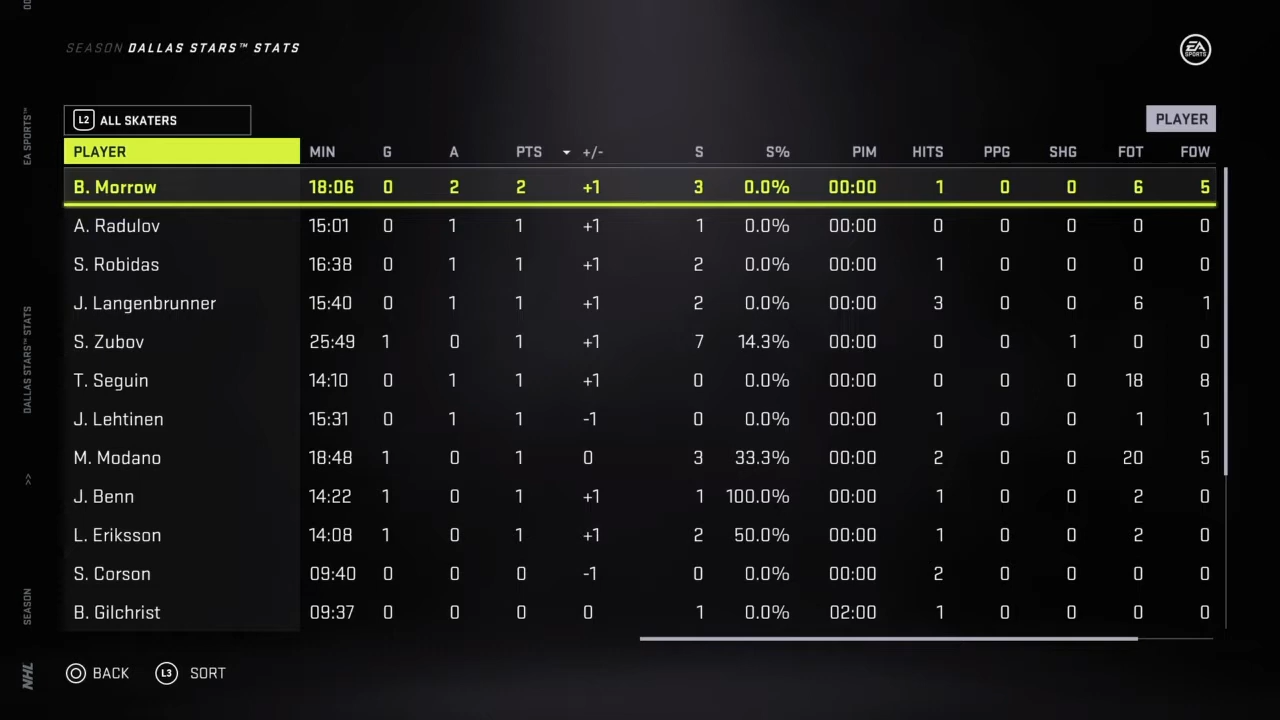 SEASON DALLAS STARS™ STATS
EA SPORTS
L2 ALL SKATERS
PLAYER
PLAYER MIN G A PTS +/- S S% PIM HITS PPG SHG FOT FOW
B. Morrow 18:06 0 2 2 +1 3 0.0% 00:00 1 0 0 6 5
A. Radulov 15:01 0 1 1 +1 1 0.0% 00:00 0 0 0 0 0
S. Robidas 16:38 0 1 1 +1 2 0.0% 00:00 1 0 0 0 0
J. Langenbrunner 15:40 0 1 1 +1 2 0.0% 00:00 3 0 0 6 1
S. Zubov 25:49 1 0 1 +1 7 14.3% 00:00 0 0 1 0 0
T. Seguin 14:10 0 1 1 +1 0 0.0% 00:00 0 0 0 18 8
J. Lehtinen 15:31 0 1 1 -1 0 0.0% 00:00 1 0 0 1 1
M. Modano 18:48 1 0 1 0 3 33.3% 00:00 2 0 0 20 5
J. Benn 14:22 1 0 1 +1 1 100.0% 00:00 1 0 0 2 0
L. Eriksson 14:08 1 0 1 +1 2 50.0% 00:00 1 0 0 2 0
S. Corson 09:40 0 0 0 -1 0 0.0% 00:00 2 0 0 0 0
B. Gilchrist 09:37 0 0 0 0 1 0.0% 02:00 1 0 0 0 0
BACK L3 SORT
NHL
SEASON
>>
DALLAS STARS™ STATS
EA SPORTS™